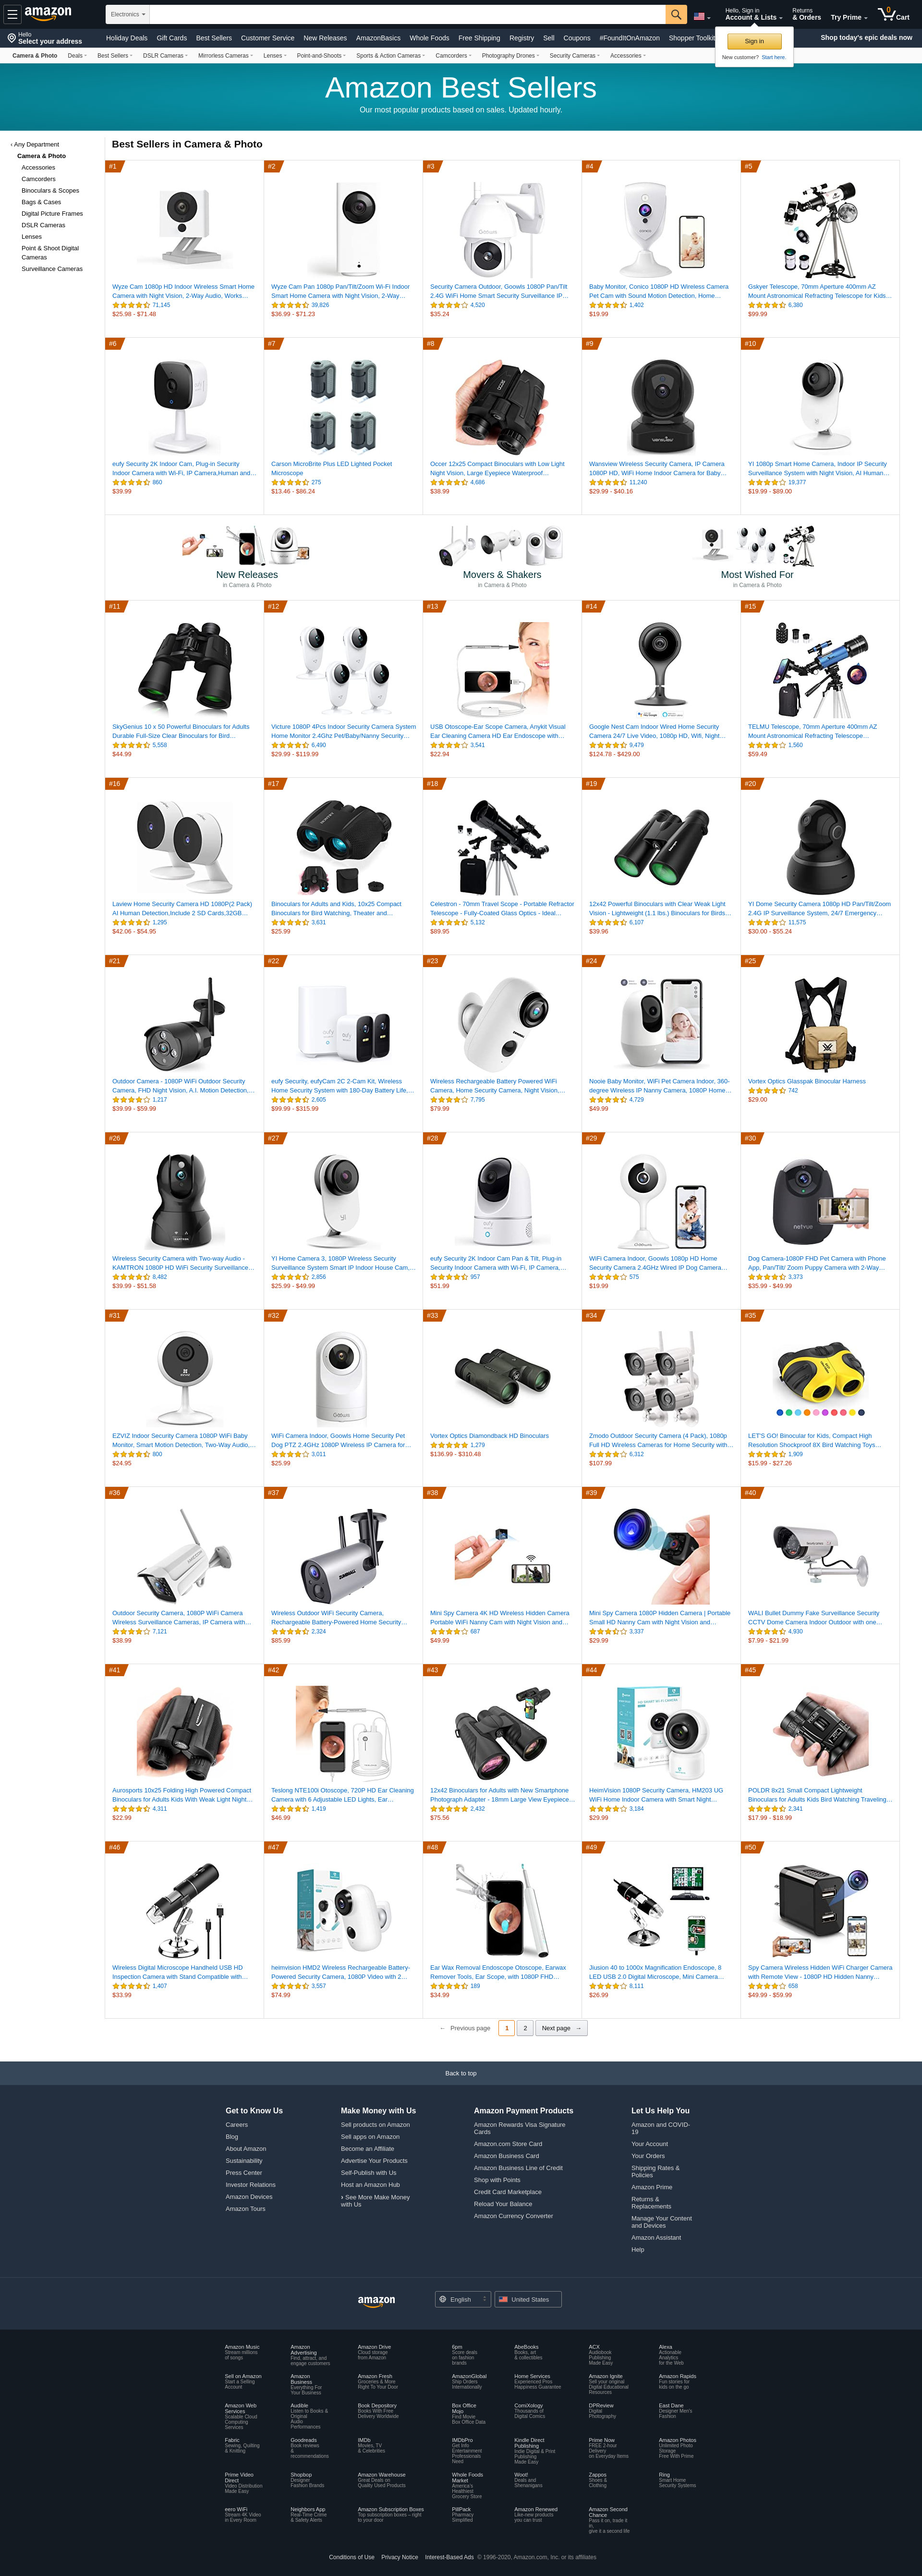 amazon
Electronics
Hello, Sign in
Account & Lists
Returns
& Orders
Try Prime
0
Cart
Hello
Select your address
Holiday Deals
Gift Cards
Best Sellers
Customer Service
New Releases
AmazonBasics
Whole Foods
Free Shipping
Registry
Sell
Coupons
#FoundItOnAmazon
Shopper Toolkit
Shop today's epic deals now
Sign in
New customer? Start here.
Camera & Photo
Deals
Best Sellers
DSLR Cameras
Mirrorless Cameras
Lenses
Point-and-Shoots
Sports & Action Cameras
Camcorders
Photography Drones
Security Cameras
Accessories
Amazon Best Sellers
Our most popular products based on sales. Updated hourly.
‹ Any Department
Camera & Photo
Accessories
Camcorders
Binoculars & Scopes
Bags & Cases
Digital Picture Frames
DSLR Cameras
Lenses
Point & Shoot Digital
Cameras
Surveillance Cameras
Best Sellers in Camera & Photo
#1
Wyze Cam 1080p HD Indoor Wireless Smart Home
Camera with Night Vision, 2-Way Audio, Works…
71,145
$25.98 - $71.48
#2
Wyze Cam Pan 1080p Pan/Tilt/Zoom Wi-Fi Indoor
Smart Home Camera with Night Vision, 2-Way…
39,826
$36.99 - $71.23
#3
Security Camera Outdoor, Goowls 1080P Pan/Tilt
2.4G WiFi Home Smart Security Surveillance IP…
4,520
$35.24
#4
Baby Monitor, Conico 1080P HD Wireless Camera
Pet Cam with Sound Motion Detection, Home…
1,402
$19.99
#5
Gskyer Telescope, 70mm Aperture 400mm AZ
Mount Astronomical Refracting Telescope for Kids…
6,380
$99.99
#6
eufy Security 2K Indoor Cam, Plug-in Security
Indoor Camera with Wi-Fi, IP Camera,Human and…
860
$39.99
#7
Carson MicroBrite Plus LED Lighted Pocket
Microscope
275
$13.46 - $86.24
#8
Occer 12x25 Compact Binoculars with Low Light
Night Vision, Large Eyepiece Waterproof…
4,686
$38.99
#9
Wansview Wireless Security Camera, IP Camera
1080P HD, WiFi Home Indoor Camera for Baby…
11,240
$29.99 - $40.16
#10
YI 1080p Smart Home Camera, Indoor IP Security
Surveillance System with Night Vision, AI Human…
19,377
$19.99 - $89.00
New Releases
in Camera & Photo
Movers & Shakers
in Camera & Photo
Most Wished For
in Camera & Photo
#11
SkyGenius 10 x 50 Powerful Binoculars for Adults
Durable Full-Size Clear Binoculars for Bird…
5,558
$44.99
#12
Victure 1080P 4Pcs Indoor Security Camera System
Home Monitor 2.4Ghz Pet/Baby/Nanny Security…
6,490
$29.99 - $119.99
#13
USB Otoscope-Ear Scope Camera, Anykit Visual
Ear Cleaning Camera HD Ear Endoscope with…
3,541
$22.94
#14
Google Nest Cam Indoor Wired Home Security
Camera 24/7 Live Video, 1080p HD, Wifi, Night…
9,479
$124.78 - $429.00
#15
TELMU Telescope, 70mm Aperture 400mm AZ
Mount Astronomical Refracting Telescope…
1,560
$59.49
#16
Laview Home Security Camera HD 1080P(2 Pack)
AI Human Detection,Include 2 SD Cards,32GB…
1,295
$42.06 - $54.95
#17
Binoculars for Adults and Kids, 10x25 Compact
Binoculars for Bird Watching, Theater and…
3,631
$25.99
#18
Celestron - 70mm Travel Scope - Portable Refractor
Telescope - Fully-Coated Glass Optics - Ideal…
5,132
$89.95
#19
12x42 Powerful Binoculars with Clear Weak Light
Vision - Lightweight (1.1 lbs.) Binoculars for Birds…
6,107
$39.96
#20
YI Dome Security Camera 1080p HD Pan/Tilt/Zoom
2.4G IP Surveillance System, 24/7 Emergency…
11,575
$30.00 - $55.24
#21
Outdoor Camera - 1080P WiFi Outdoor Security
Camera, FHD Night Vision, A.I. Motion Detection,…
1,217
$39.99 - $59.99
#22
eufy Security, eufyCam 2C 2-Cam Kit, Wireless
Home Security System with 180-Day Battery Life,…
2,605
$99.99 - $315.99
#23
Wireless Rechargeable Battery Powered WiFi
Camera, Home Security Camera, Night Vision,…
7,795
$79.99
#24
Nooie Baby Monitor, WiFi Pet Camera Indoor, 360-
degree Wireless IP Nanny Camera, 1080P Home…
4,729
$49.99
#25
Vortex Optics Glasspak Binocular Harness
742
$29.00
#26
Wireless Security Camera with Two-way Audio -
KAMTRON 1080P HD WiFi Security Surveillance…
8,482
$39.99 - $51.58
#27
YI Home Camera 3, 1080P Wireless Security
Surveillance System Smart IP Indoor House Cam,…
2,856
$25.99 - $49.99
#28
eufy Security 2K Indoor Cam Pan & Tilt, Plug-in
Security Indoor Camera with Wi-Fi, IP Camera,…
957
$51.99
#29
WiFi Camera Indoor, Goowls 1080p HD Home
Security Camera 2.4GHz Wired IP Dog Camera…
575
$19.99
#30
Dog Camera-1080P FHD Pet Camera with Phone
App, Pan/Tilt/ Zoom Puppy Camera with 2-Way…
3,373
$35.99 - $49.99
#31
EZVIZ Indoor Security Camera 1080P WiFi Baby
Monitor, Smart Motion Detection, Two-Way Audio,…
800
$24.95
#32
WiFi Camera Indoor, Goowls Home Security Pet
Dog PTZ 2.4GHz 1080P Wireless IP Camera for…
3,011
$25.99
#33
Vortex Optics Diamondback HD Binoculars
1,279
$136.99 - $310.48
#34
Zmodo Outdoor Security Camera (4 Pack), 1080p
Full HD Wireless Cameras for Home Security with…
6,312
$107.99
#35
LET'S GO! Binocular for Kids, Compact High
Resolution Shockproof 8X Bird Watching Toys…
1,909
$15.99 - $27.26
#36
Outdoor Security Camera, 1080P WiFi Camera
Wireless Surveillance Cameras, IP Camera with…
7,121
$38.99
#37
Wireless Outdoor WiFi Security Camera,
Rechargeable Battery-Powered Home Security…
2,324
$85.99
#38
Mini Spy Camera 4K HD Wireless Hidden Camera
Portable WiFi Nanny Cam with Night Vision and…
687
$49.99
#39
Mini Spy Camera 1080P Hidden Camera | Portable
Small HD Nanny Cam with Night Vision and…
3,337
$29.99
#40
WALI Bullet Dummy Fake Surveillance Security
CCTV Dome Camera Indoor Outdoor with one…
4,930
$7.99 - $21.99
#41
Aurosports 10x25 Folding High Powered Compact
Binoculars for Adults Kids With Weak Light Night…
4,311
$22.99
#42
Teslong NTE100i Otoscope, 720P HD Ear Cleaning
Camera with 6 Adjustable LED Lights, Ear…
1,419
$46.99
#43
12x42 Binoculars for Adults with New Smartphone
Photograph Adapter - 18mm Large View Eyepiece…
2,432
$75.56
#44
HeimVision 1080P Security Camera, HM203 UG
WiFi Home Indoor Camera with Smart Night…
3,184
$29.99
#45
POLDR 8x21 Small Compact Lightweight
Binoculars for Adults Kids Bird Watching Traveling…
2,341
$17.99 - $18.99
#46
Wireless Digital Microscope Handheld USB HD
Inspection Camera with Stand Compatible with…
1,407
$33.99
#47
heimvision HMD2 Wireless Rechargeable Battery-
Powered Security Camera, 1080P Video with 2…
3,557
$74.99
#48
Ear Wax Removal Endoscope Otoscope, Earwax
Remover Tools, Ear Scope, with 1080P FHD…
189
$34.99
#49
Jiusion 40 to 1000x Magnification Endoscope, 8
LED USB 2.0 Digital Microscope, Mini Camera…
8,111
$26.99
#50
Spy Camera Wireless Hidden WiFi Charger Camera
with Remote View - 1080P HD Hidden Nanny…
658
$49.99 - $59.99
← Previous page
1
2
Next page →
Back to top
Get to Know Us
Careers
Blog
About Amazon
Sustainability
Press Center
Investor Relations
Amazon Devices
Amazon Tours
Make Money with Us
Sell products on Amazon
Sell apps on Amazon
Become an Affiliate
Advertise Your Products
Self-Publish with Us
Host an Amazon Hub
› See More Make Money
with Us
Amazon Payment Products
Amazon Rewards Visa Signature
Cards
Amazon.com Store Card
Amazon Business Card
Amazon Business Line of Credit
Shop with Points
Credit Card Marketplace
Reload Your Balance
Amazon Currency Converter
Let Us Help You
Amazon and COVID-
19
Your Account
Your Orders
Shipping Rates &
Policies
Amazon Prime
Returns &
Replacements
Manage Your Content
and Devices
Amazon Assistant
Help
amazon
English
United States
Amazon Music
Stream millions
of songs
Amazon
Advertising
Find, attract, and
engage customers
Amazon Drive
Cloud storage
from Amazon
6pm
Score deals
on fashion
brands
AbeBooks
Books, art
& collectibles
ACX
Audiobook
Publishing
Made Easy
Alexa
Actionable
Analytics
for the Web
Sell on Amazon
Start a Selling
Account
Amazon
Business
Everything For
Your Business
Amazon Fresh
Groceries & More
Right To Your Door
AmazonGlobal
Ship Orders
Internationally
Home Services
Experienced Pros
Happiness Guarantee
Amazon Ignite
Sell your original
Digital Educational
Resources
Amazon Rapids
Fun stories for
kids on the go
Amazon Web
Services
Scalable Cloud
Computing
Services
Audible
Listen to Books &
Original
Audio
Performances
Book Depository
Books With Free
Delivery Worldwide
Box Office
Mojo
Find Movie
Box Office Data
ComiXology
Thousands of
Digital Comics
DPReview
Digital
Photography
East Dane
Designer Men's
Fashion
Fabric
Sewing, Quilting
& Knitting
Goodreads
Book reviews
&
recommendations
IMDb
Movies, TV
& Celebrities
IMDbPro
Get Info
Entertainment
Professionals
Need
Kindle Direct
Publishing
Indie Digital & Print
Publishing
Made Easy
Prime Now
FREE 2-hour
Delivery
on Everyday Items
Amazon Photos
Unlimited Photo
Storage
Free With Prime
Prime Video
Direct
Video Distribution
Made Easy
Shopbop
Designer
Fashion Brands
Amazon Warehouse
Great Deals on
Quality Used Products
Whole Foods
Market
America's
Healthiest
Grocery Store
Woot!
Deals and
Shenanigans
Zappos
Shoes &
Clothing
Ring
Smart Home
Security Systems
eero WiFi
Stream 4K Video
in Every Room
Neighbors App
Real-Time Crime
& Safety Alerts
Amazon Subscription Boxes
Top subscription boxes – right
to your door
PillPack
Pharmacy
Simplified
Amazon Renewed
Like-new products
you can trust
Amazon Second
Chance
Pass it on, trade it
in,
give it a second life
Conditions of Use
Privacy Notice
Interest-Based Ads
© 1996-2020, Amazon.com, Inc. or its affiliates